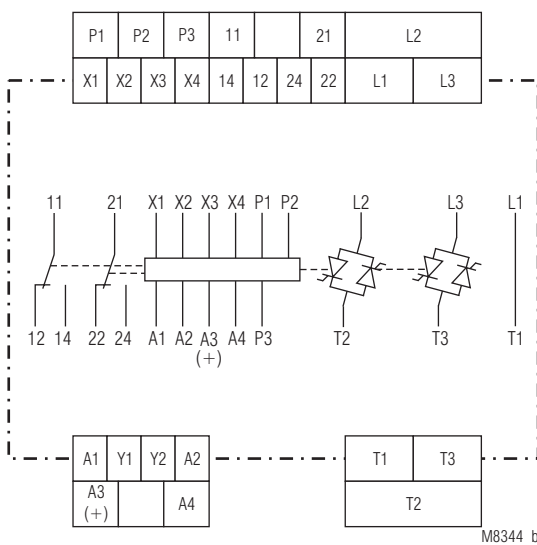 P1 P2 P3 11 21 L2
X1 X2 X3 X4 14 12 24 22 L1 L3
11 21 X1 X2 X3 X4 P1 P2 L2 L3 L1
12 14 22 24 A1 A2 A3 A4 P3 T2 T3 T1
(+)
A1 Y1 Y2 A2 T1 T3
A3 A4 T2
(+)
M8344_b